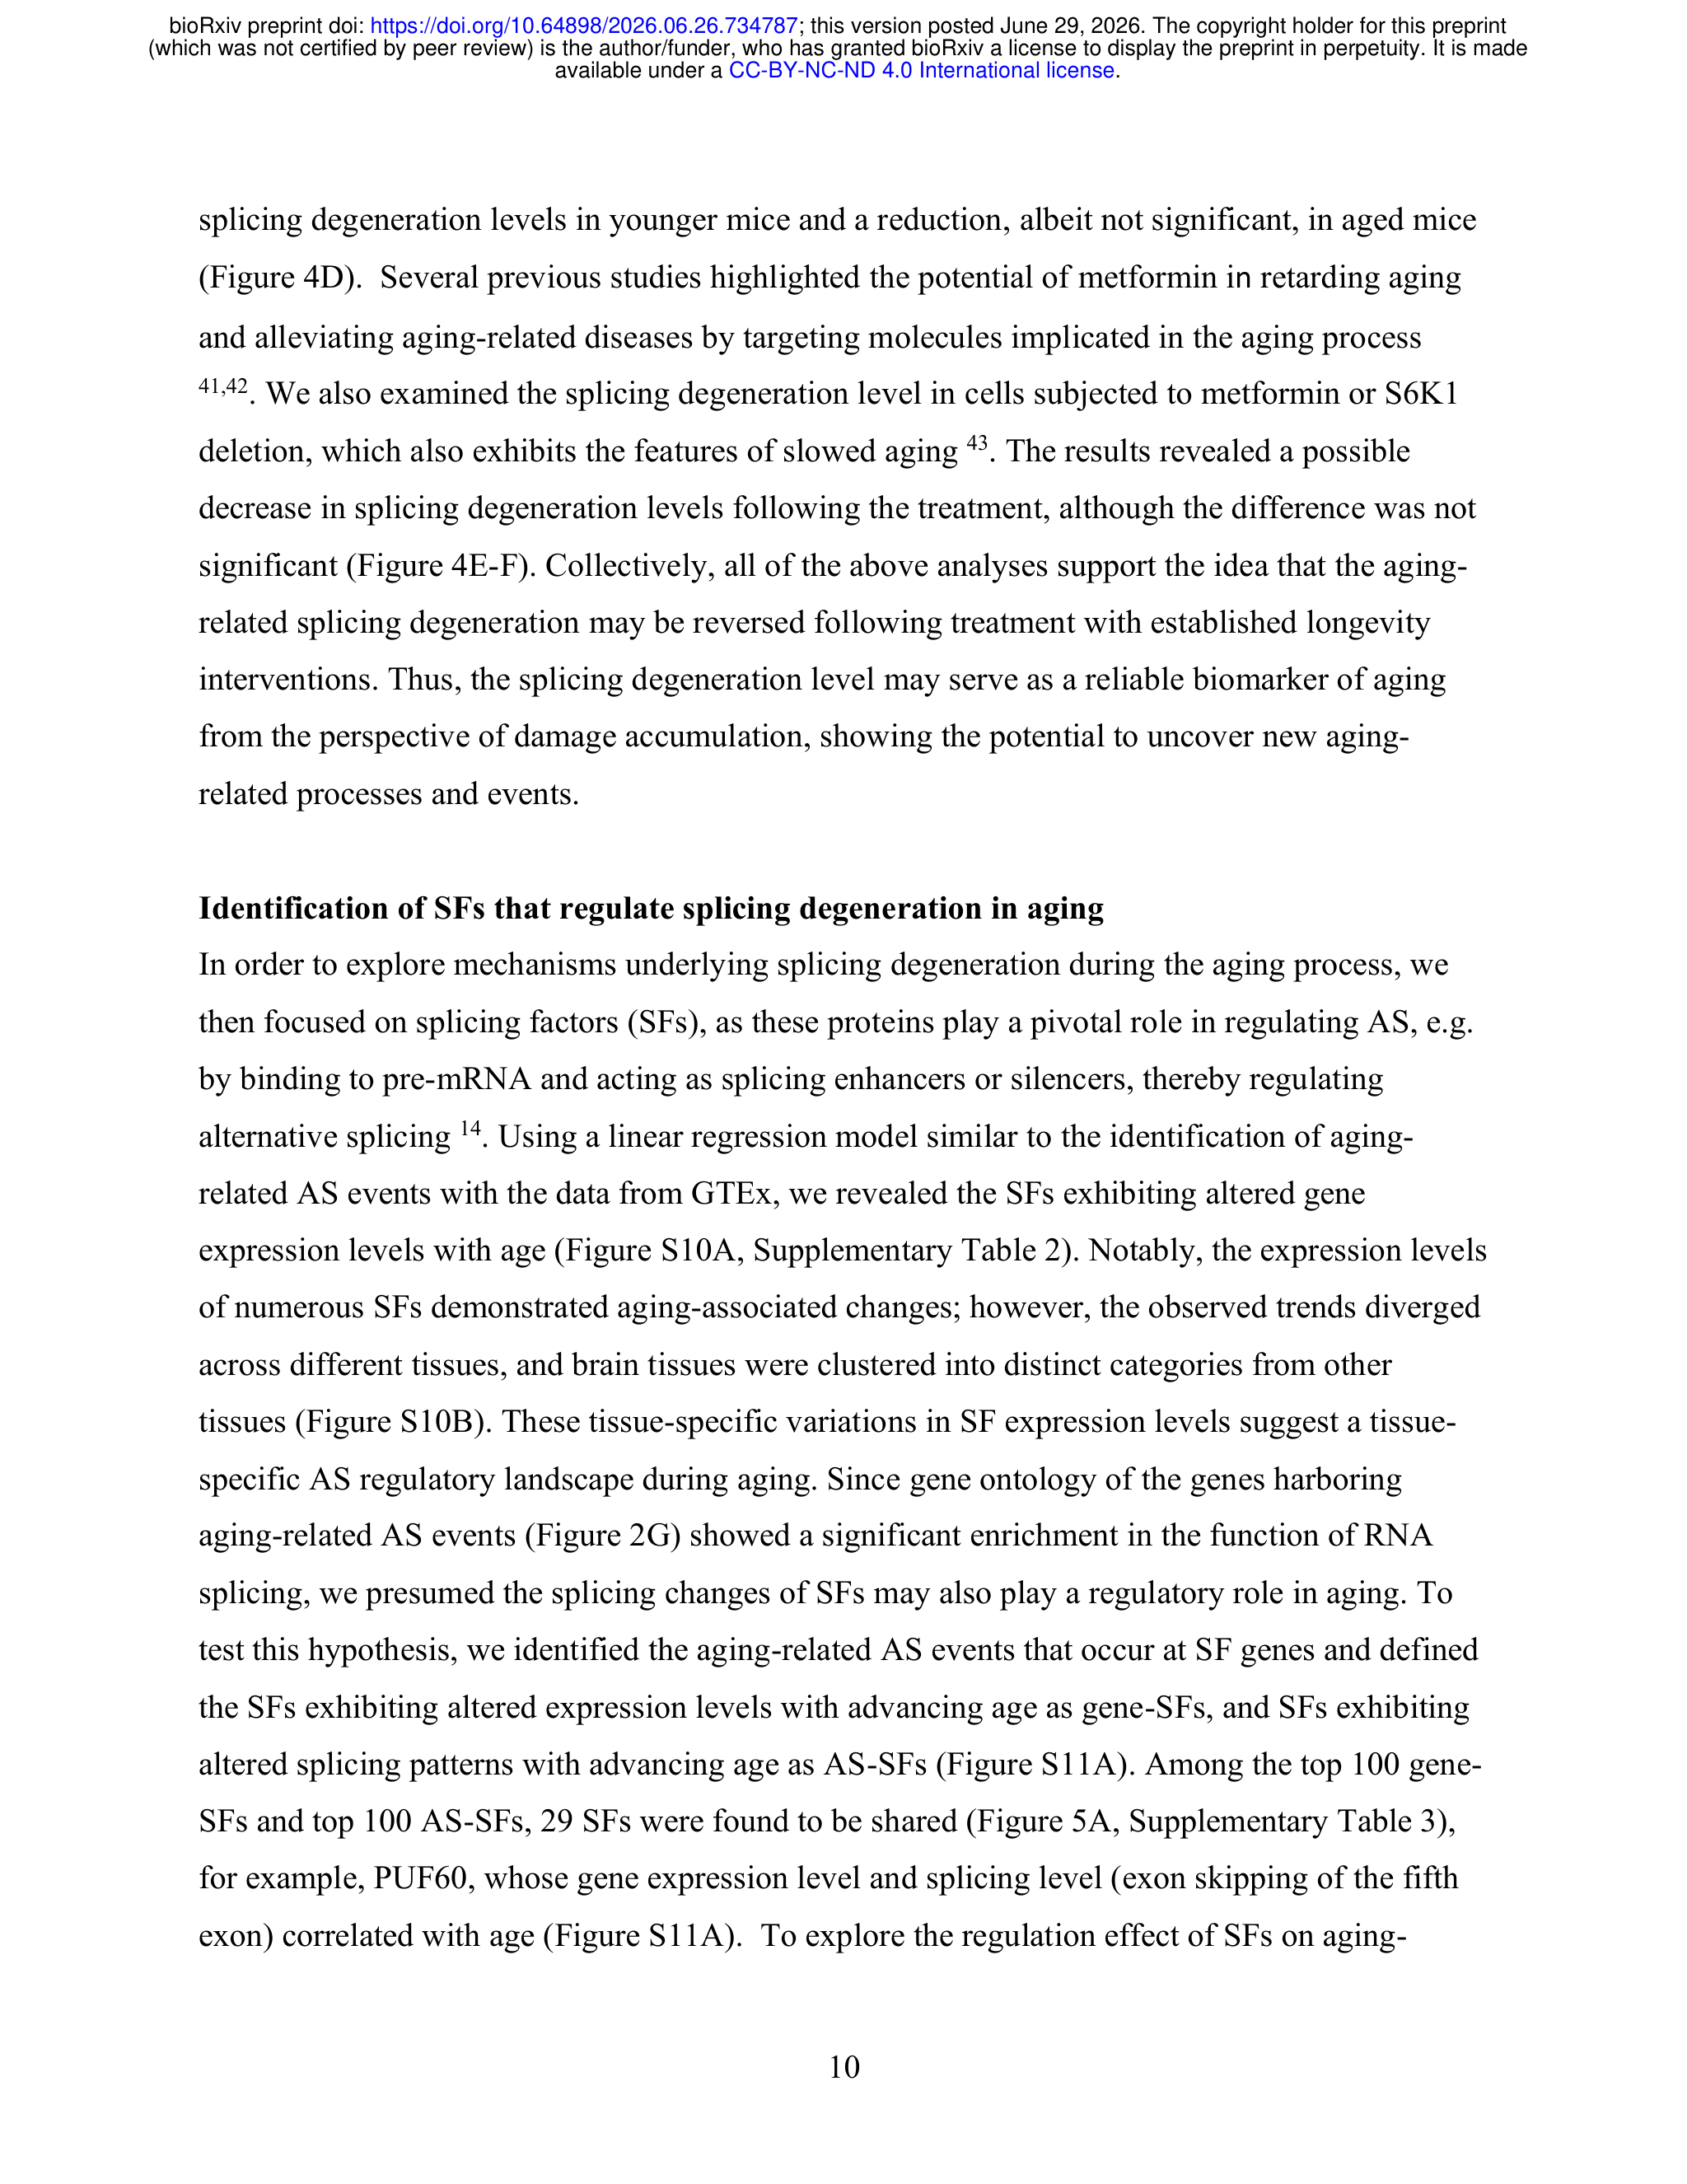 bioRxiv preprint doi: https://doi.org/10.64898/2026.06.26.734787; this version posted June 29, 2026. The copyright holder for this preprint
(which was not certified by peer review) is the author/funder, who has granted bioRxiv a license to display the preprint in perpetuity. It is made
available under a CC-BY-NC-ND 4.0 International license.
splicing degeneration levels in younger mice and a reduction, albeit not significant, in aged mice
(Figure 4D).  Several previous studies highlighted the potential of metformin in retarding aging
and alleviating aging-related diseases by targeting molecules implicated in the aging process
41,42. We also examined the splicing degeneration level in cells subjected to metformin or S6K1
deletion, which also exhibits the features of slowed aging 43. The results revealed a possible
decrease in splicing degeneration levels following the treatment, although the difference was not
significant (Figure 4E-F). Collectively, all of the above analyses support the idea that the aging-
related splicing degeneration may be reversed following treatment with established longevity
interventions. Thus, the splicing degeneration level may serve as a reliable biomarker of aging
from the perspective of damage accumulation, showing the potential to uncover new aging-
related processes and events.
Identification of SFs that regulate splicing degeneration in aging
In order to explore mechanisms underlying splicing degeneration during the aging process, we
then focused on splicing factors (SFs), as these proteins play a pivotal role in regulating AS, e.g.
by binding to pre-mRNA and acting as splicing enhancers or silencers, thereby regulating
alternative splicing 14. Using a linear regression model similar to the identification of aging-
related AS events with the data from GTEx, we revealed the SFs exhibiting altered gene
expression levels with age (Figure S10A, Supplementary Table 2). Notably, the expression levels
of numerous SFs demonstrated aging-associated changes; however, the observed trends diverged
across different tissues, and brain tissues were clustered into distinct categories from other
tissues (Figure S10B). These tissue-specific variations in SF expression levels suggest a tissue-
specific AS regulatory landscape during aging. Since gene ontology of the genes harboring
aging-related AS events (Figure 2G) showed a significant enrichment in the function of RNA
splicing, we presumed the splicing changes of SFs may also play a regulatory role in aging. To
test this hypothesis, we identified the aging-related AS events that occur at SF genes and defined
the SFs exhibiting altered expression levels with advancing age as gene-SFs, and SFs exhibiting
altered splicing patterns with advancing age as AS-SFs (Figure S11A). Among the top 100 gene-
SFs and top 100 AS-SFs, 29 SFs were found to be shared (Figure 5A, Supplementary Table 3),
for example, PUF60, whose gene expression level and splicing level (exon skipping of the fifth
exon) correlated with age (Figure S11A).  To explore the regulation effect of SFs on aging-
10